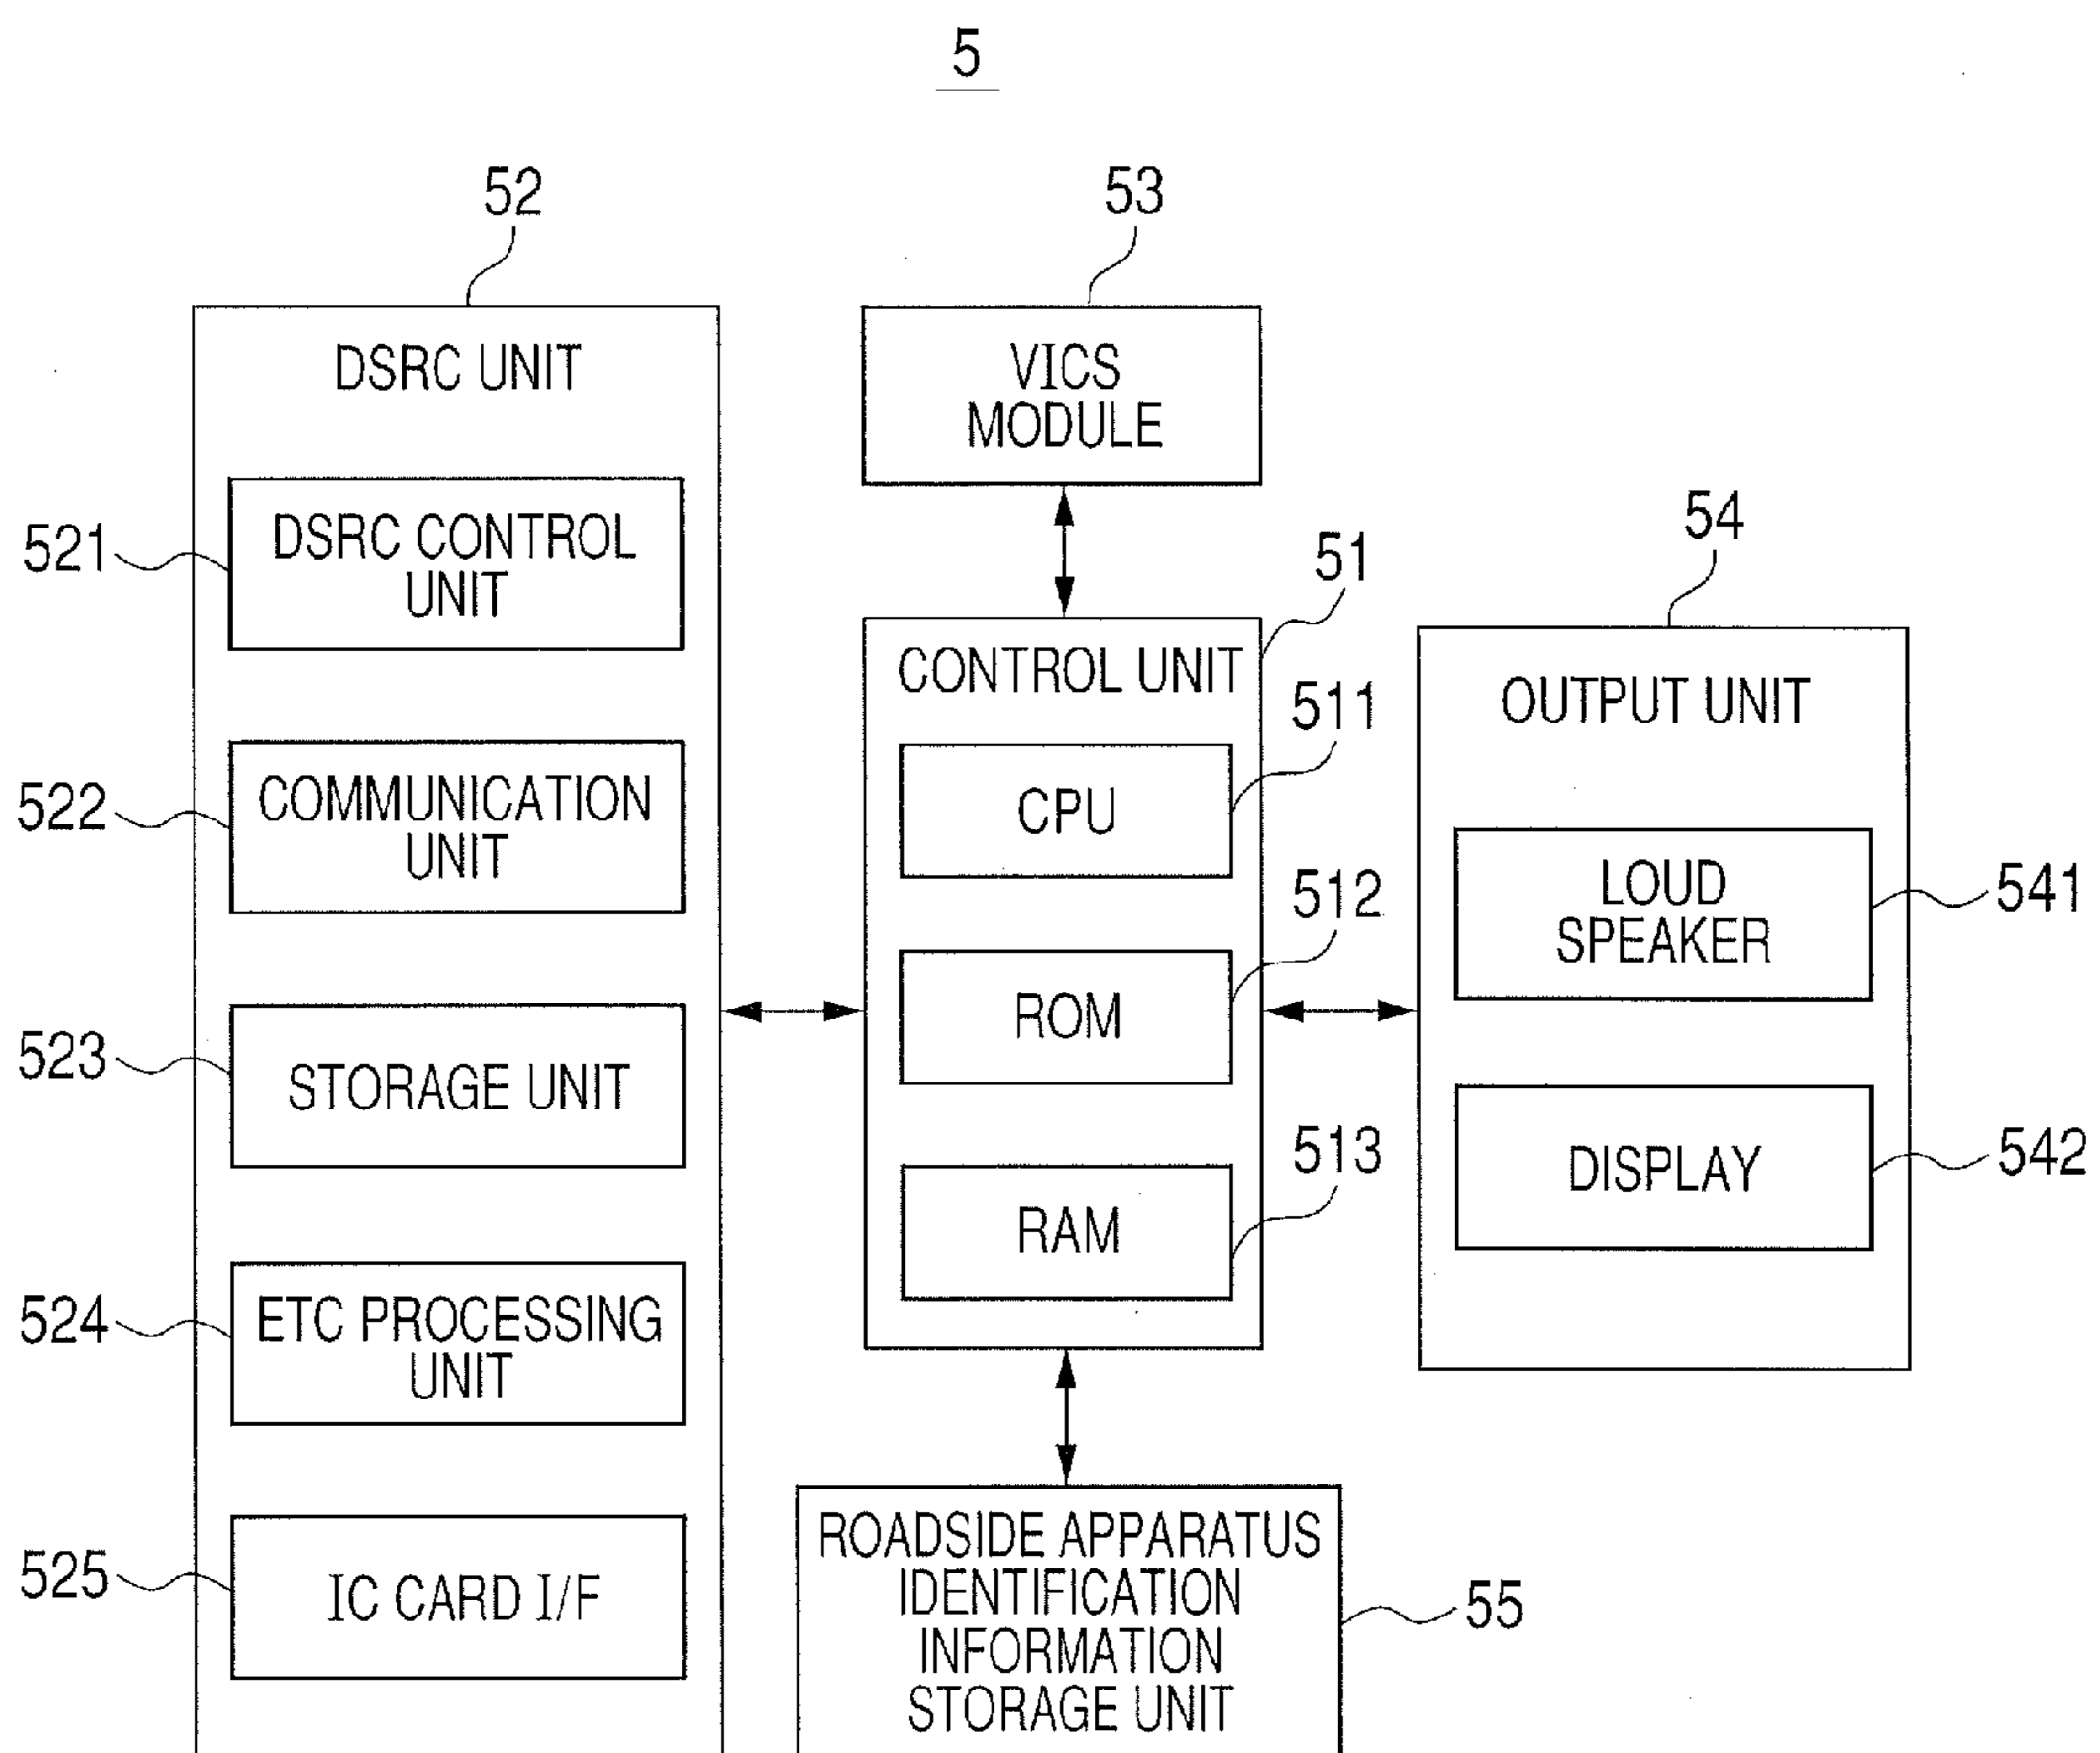 5
52
DSRC UNIT
521
DSRC CONTROL
UNIT
522
COMMUNICATION
UNIT
523
STORAGE UNIT
524
ETC PROCESSING
UNIT
525
IC CARD I/F
53
VICS
MODULE
51
CONTROL UNIT
511
CPU
512
ROM
513
RAM
54
OUTPUT UNIT
LOUD
SPEAKER
541
DISPLAY
542
ROADSIDE APPARATUS
IDENTIFICATION
INFORMATION
STORAGE UNIT
55